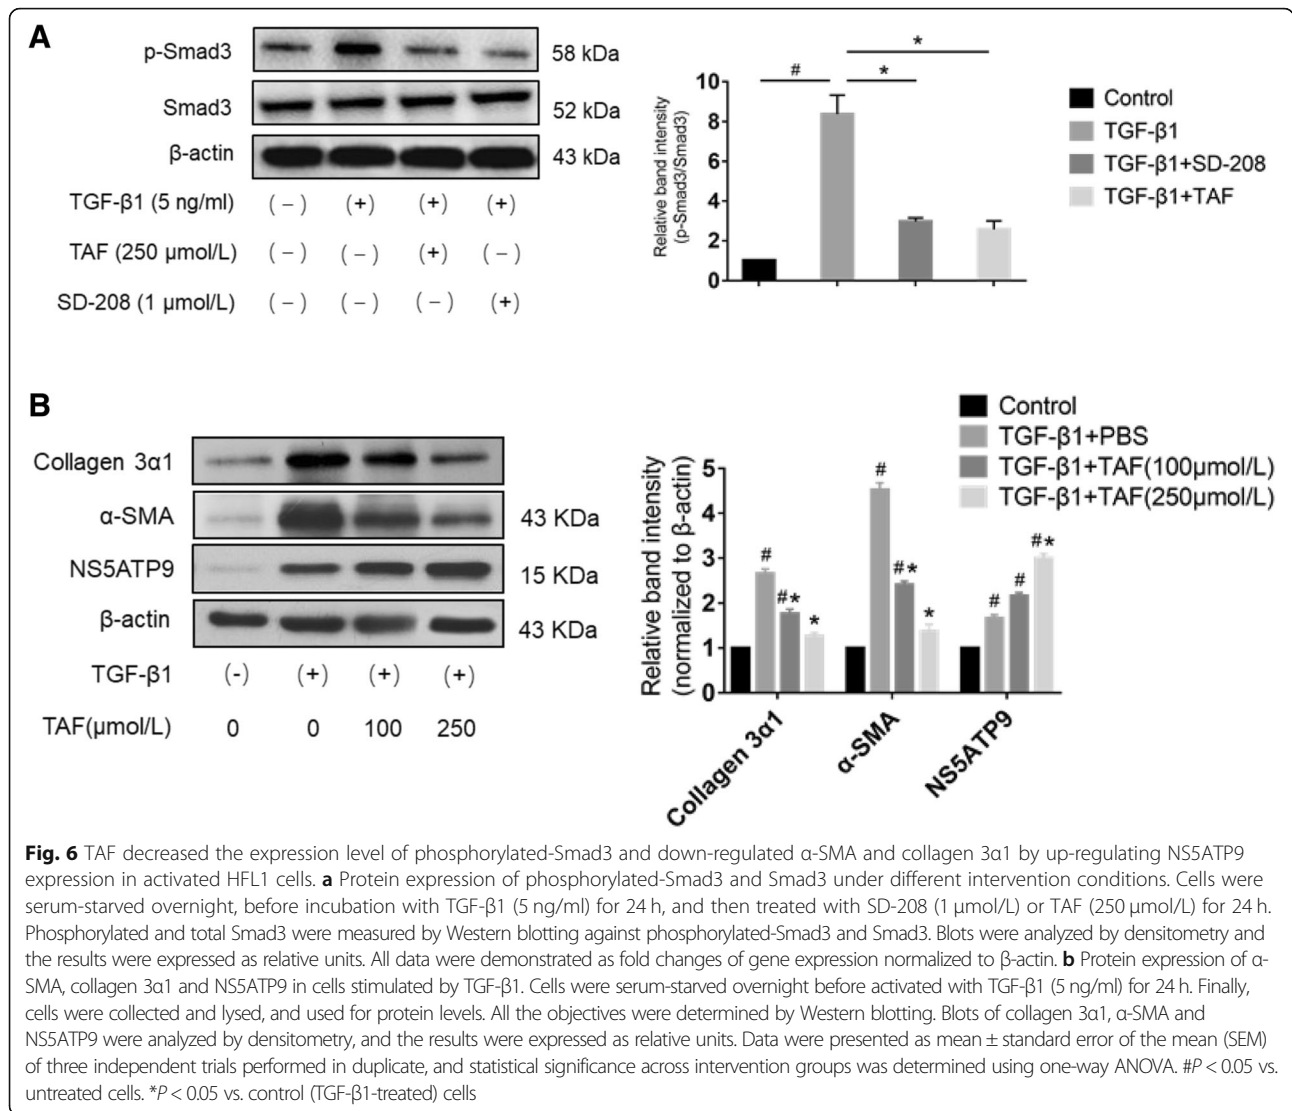 A
p-Smad3
58 kDa
Smad3
52 kDa
β-actin
43 kDa
TGF-β1 (5 ng/ml) (−) (+) (+) (+)
TAF (250 μmol/L) (−) (−) (+) (−)
SD-208 (1 μmol/L) (−) (−) (−) (+)
Relative band intensity
(p-Smad3/Smad3)
10
8
6
4
2
0
# * *
Control
TGF-β1
TGF-β1+SD-208
TGF-β1+TAF
B
Collagen 3α1
α-SMA
43 KDa
NS5ATP9
15 KDa
β-actin
43 KDa
TGF-β1 (-) (+) (+) (+)
TAF(μmol/L) 0 0 100 250
Relative band intensity
(normalized to β-actin)
5
4
3
2
1
0
# #* *
# #* *
# # #*
Collagen 3α1
α-SMA
NS5ATP9
Control
TGF-β1+PBS
TGF-β1+TAF(100μmol/L)
TGF-β1+TAF(250μmol/L)
Fig. 6 TAF decreased the expression level of phosphorylated-Smad3 and down-regulated α-SMA and collagen 3α1 by up-regulating NS5ATP9
expression in activated HFL1 cells. a Protein expression of phosphorylated-Smad3 and Smad3 under different intervention conditions. Cells were
serum-starved overnight, before incubation with TGF-β1 (5 ng/ml) for 24 h, and then treated with SD-208 (1 μmol/L) or TAF (250 μmol/L) for 24 h.
Phosphorylated and total Smad3 were measured by Western blotting against phosphorylated-Smad3 and Smad3. Blots were analyzed by densitometry and
the results were expressed as relative units. All data were demonstrated as fold changes of gene expression normalized to β-actin. b Protein expression of α-
SMA, collagen 3α1 and NS5ATP9 in cells stimulated by TGF-β1. Cells were serum-starved overnight before activated with TGF-β1 (5 ng/ml) for 24 h. Finally,
cells were collected and lysed, and used for protein levels. All the objectives were determined by Western blotting. Blots of collagen 3α1, α-SMA and
NS5ATP9 were analyzed by densitometry, and the results were expressed as relative units. Data were presented as mean ± standard error of the mean (SEM)
of three independent trials performed in duplicate, and statistical significance across intervention groups was determined using one-way ANOVA. #P < 0.05 vs.
untreated cells. *P < 0.05 vs. control (TGF-β1-treated) cells